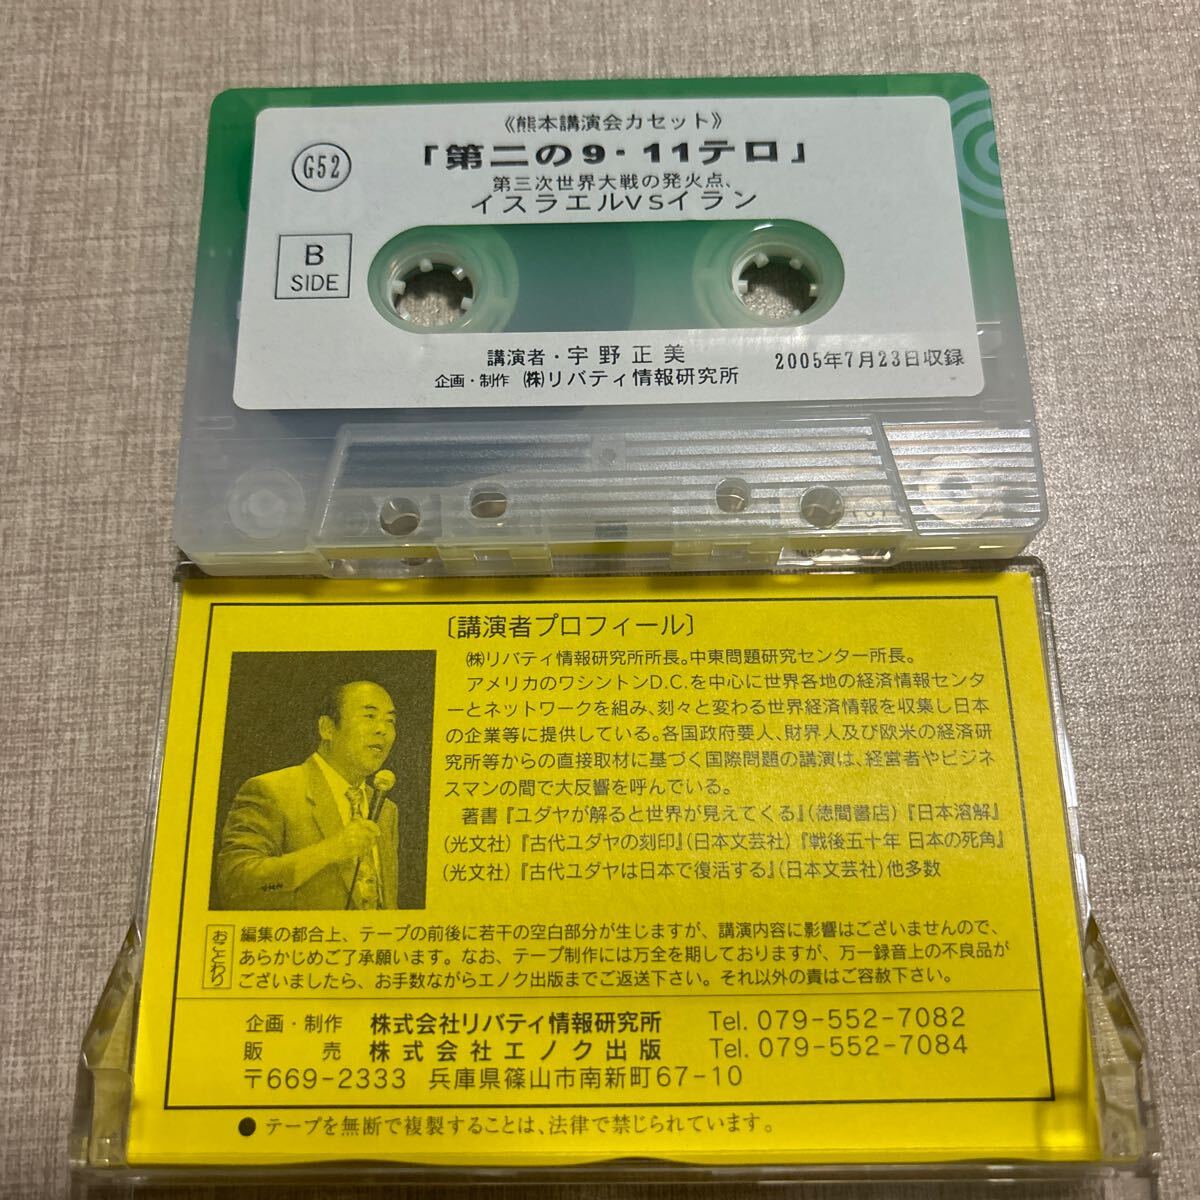 《熊本講演会カセット》
G52
「第二の9・11テロ」
第三次世界大戦の発火点、
イスラエルVSイラン
B
SIDE
講演者・宇野正美
2005年7月23日収録
企画・制作 ㈱リバティ情報研究所
〔講演者プロフィール〕
㈱リバティ情報研究所所長。中東問題研究センター所長。
アメリカのワシントンD.C.を中心に世界各地の経済情報センタ
ーとネットワークを組み、刻々と変わる世界経済情報を収集し日本
の企業等に提供している。各国政府要人、財界人及び欧米の経済研
究所等からの直接取材に基づく国際問題の講演は、経営者やビジネ
スマンの間で大反響を呼んでいる。
著書『ユダヤが解ると世界が見えてくる』(徳間書店)『日本溶解』
(光文社)『古代ユダヤの刻印』(日本文芸社)『戦後五十年 日本の死角』
(光文社)『古代ユダヤは日本で復活する』(日本文芸社)他多数
おことわり
編集の都合上、テープの前後に若干の空白部分が生じますが、講演内容に影響はございませんので、
あらかじめご了承願います。なお、テープ制作には万全を期しておりますが、万一録音上の不良品が
ございましたら、お手数ながらエノク出版までご返送下さい。それ以外の責はご容赦下さい。
企画・制作 株式会社リバティ情報研究所 Tel. 079-552-7082
販 売 株式会社エノク出版 Tel. 079-552-7084
〒669-2333 兵庫県篠山市南新町67-10
●テープを無断で複製することは、法律で禁じられています。